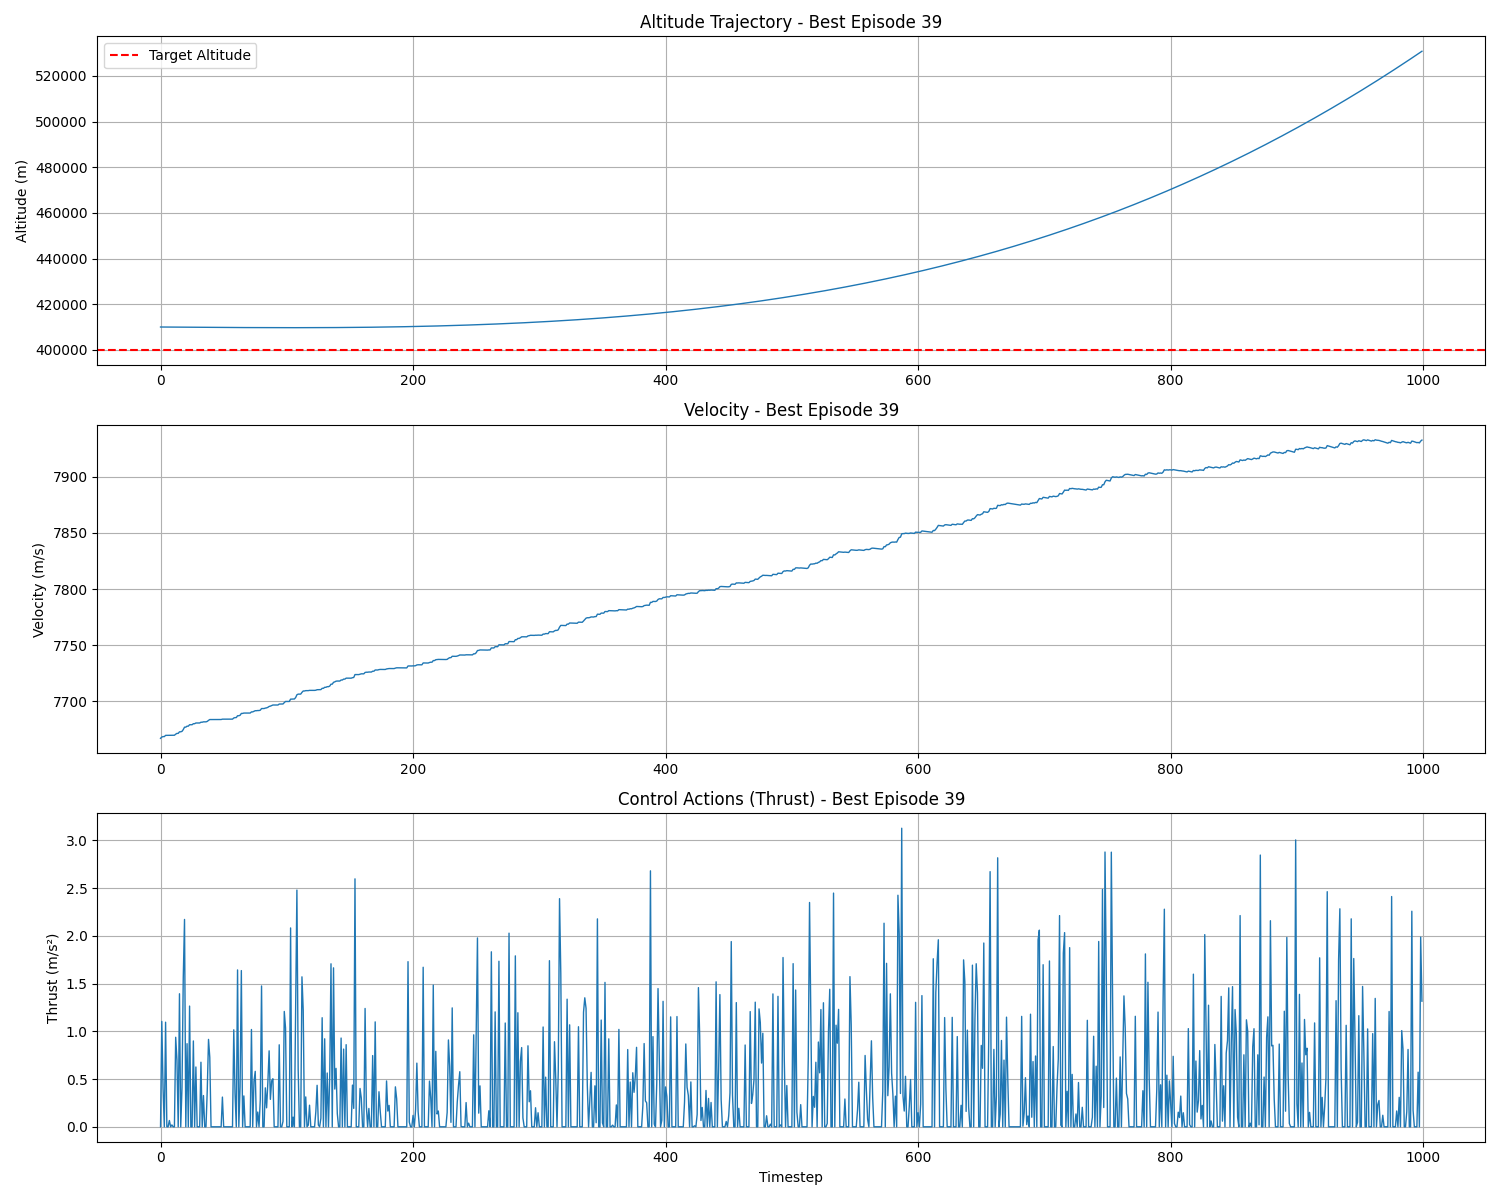 Altitude Trajectory - Best Episode 39
Target Altitude
Altitude (m)
520000
500000
480000
460000
440000
420000
400000
0 200 400 600 800 1000
Velocity - Best Episode 39
Velocity (m/s)
7900
7850
7800
7750
7700
0 200 400 600 800 1000
Control Actions (Thrust) - Best Episode 39
Thrust (m/s²)
3.0
2.5
2.0
1.5
1.0
0.5
0.0
0 200 400 600 800 1000
Timestep